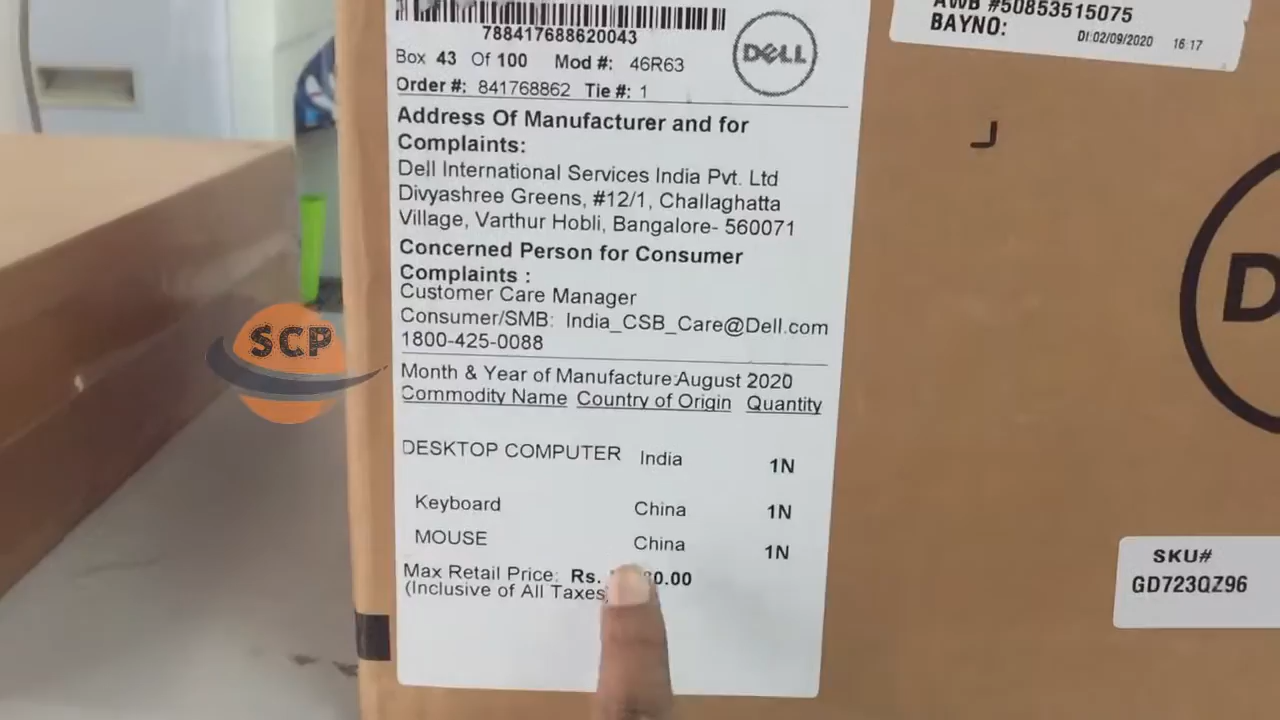 788417688620043
DELL
Box 43 Of 100 Mod #: 46R63
Order #: 841768862 Tie #: 1
Address Of Manufacturer and for
Complaints:
Dell International Services India Pvt. Ltd
Divyashree Greens, #12/1, Challaghatta
Village, Varthur Hobli, Bangalore- 560071
Concerned Person for Consumer
Complaints :
Customer Care Manager
Consumer/SMB: India_CSB_Care@Dell.com
1800-425-0088
Month & Year of Manufacture:August 2020
Commodity Name Country of Origin Quantity
DESKTOP COMPUTER India 1N
Keyboard China 1N
MOUSE China 1N
Max Retail Price: Rs. 0.00
(Inclusive of All Taxes)
AWB #50853515075
BAYNO:
DI:02/09/2020 16:17
D
SKU#
GD723QZ96
SCP